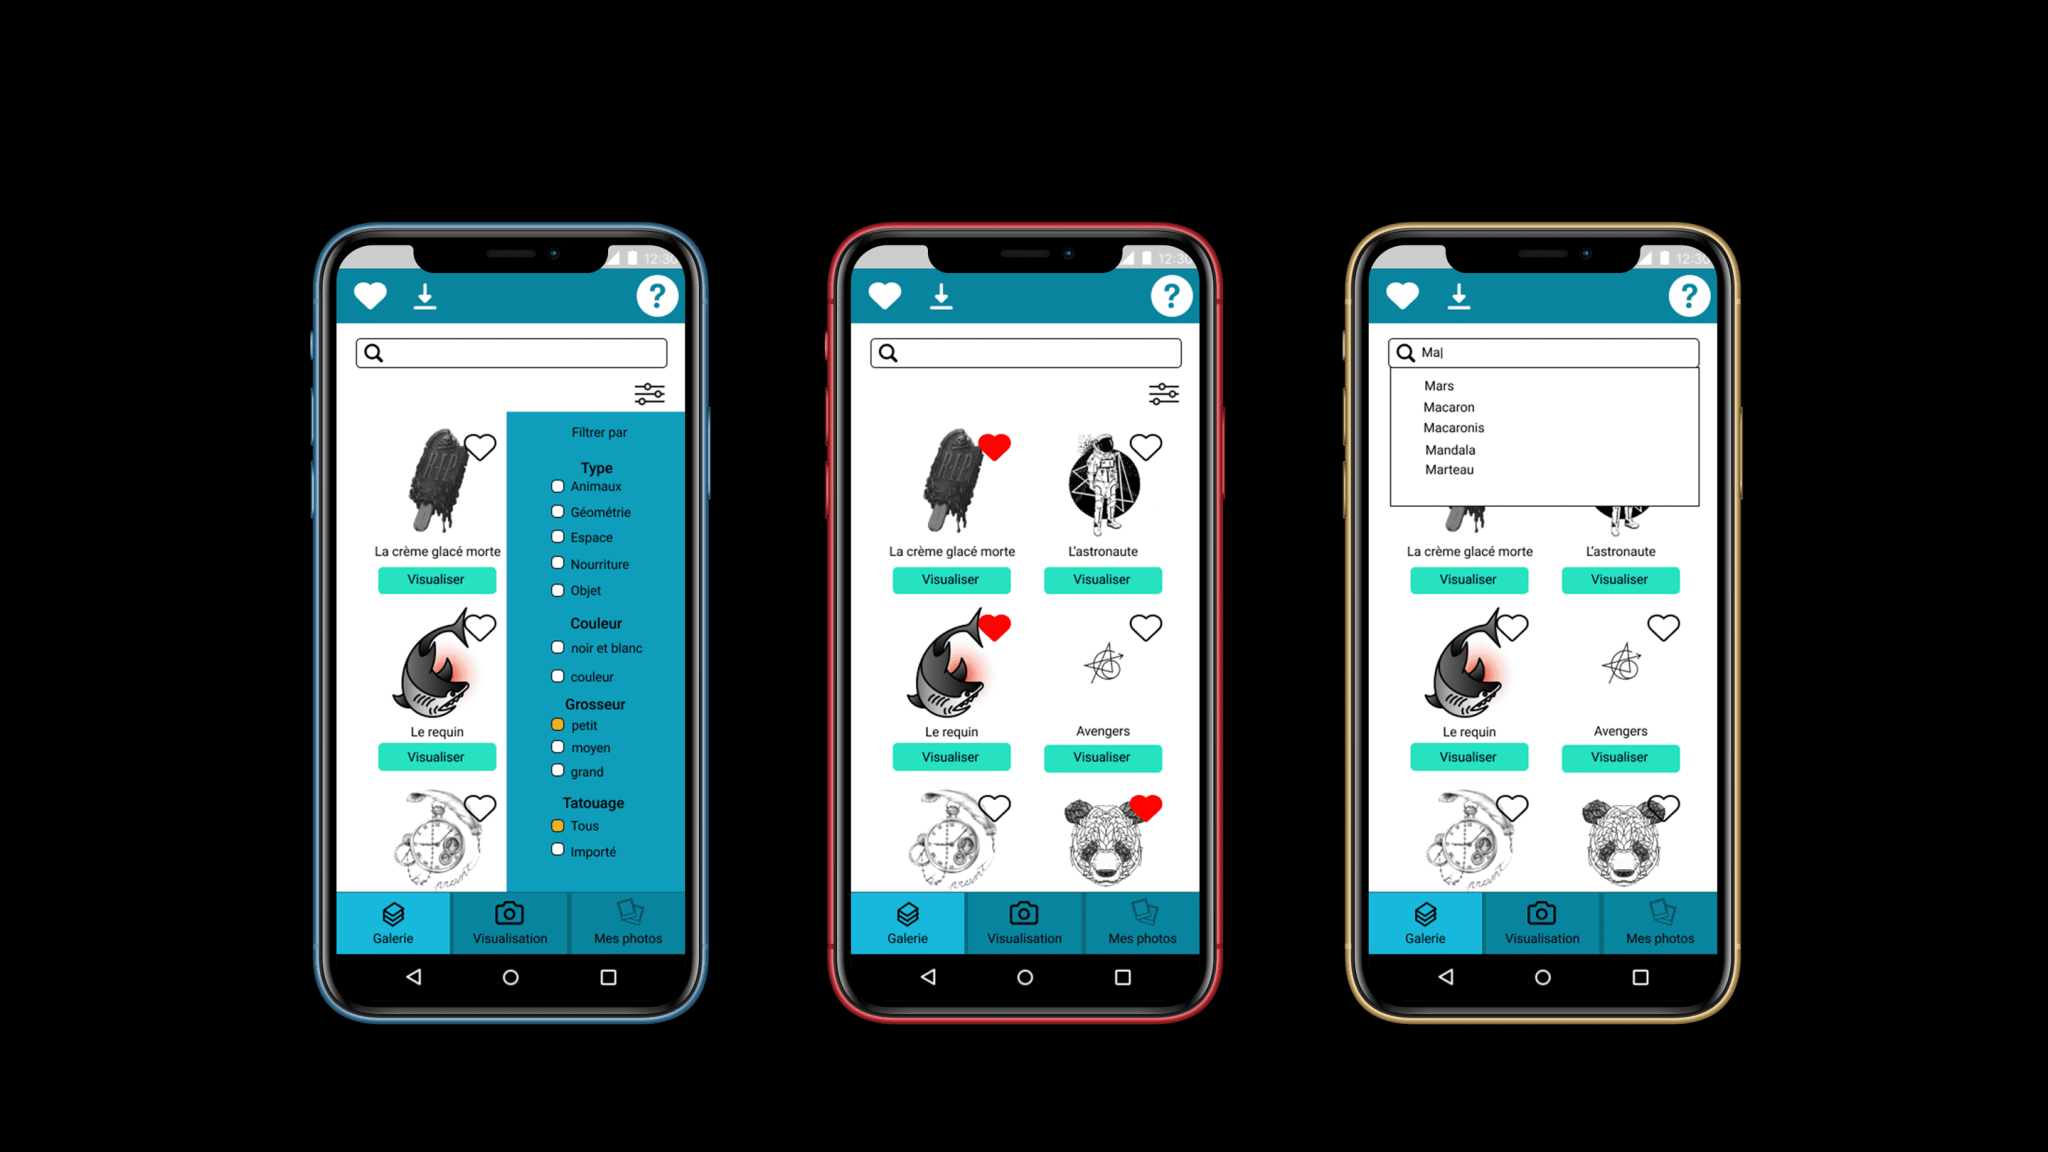 12:30
?
Filtrer par
Type
Animaux
Géométrie
Espace
Nourriture
Objet
Couleur
noir et blanc
couleur
Grosseur
petit
moyen
grand
Tatouage
Tous
Importé
R.I.P
La crème glacé morte
Visualiser
Le requin
Visualiser
Galerie
Visualisation
Mes photos
12:30
?
R.I.P
La crème glacé morte
L'astronaute
Visualiser
Visualiser
Le requin
Avengers
Visualiser
Visualiser
Galerie
Visualisation
Mes photos
12:30
?
Ma
Mars
Macaron
Macaronis
Mandala
Marteau
La crème glacé morte
L'astronaute
Visualiser
Visualiser
Le requin
Avengers
Visualiser
Visualiser
Galerie
Visualisation
Mes photos